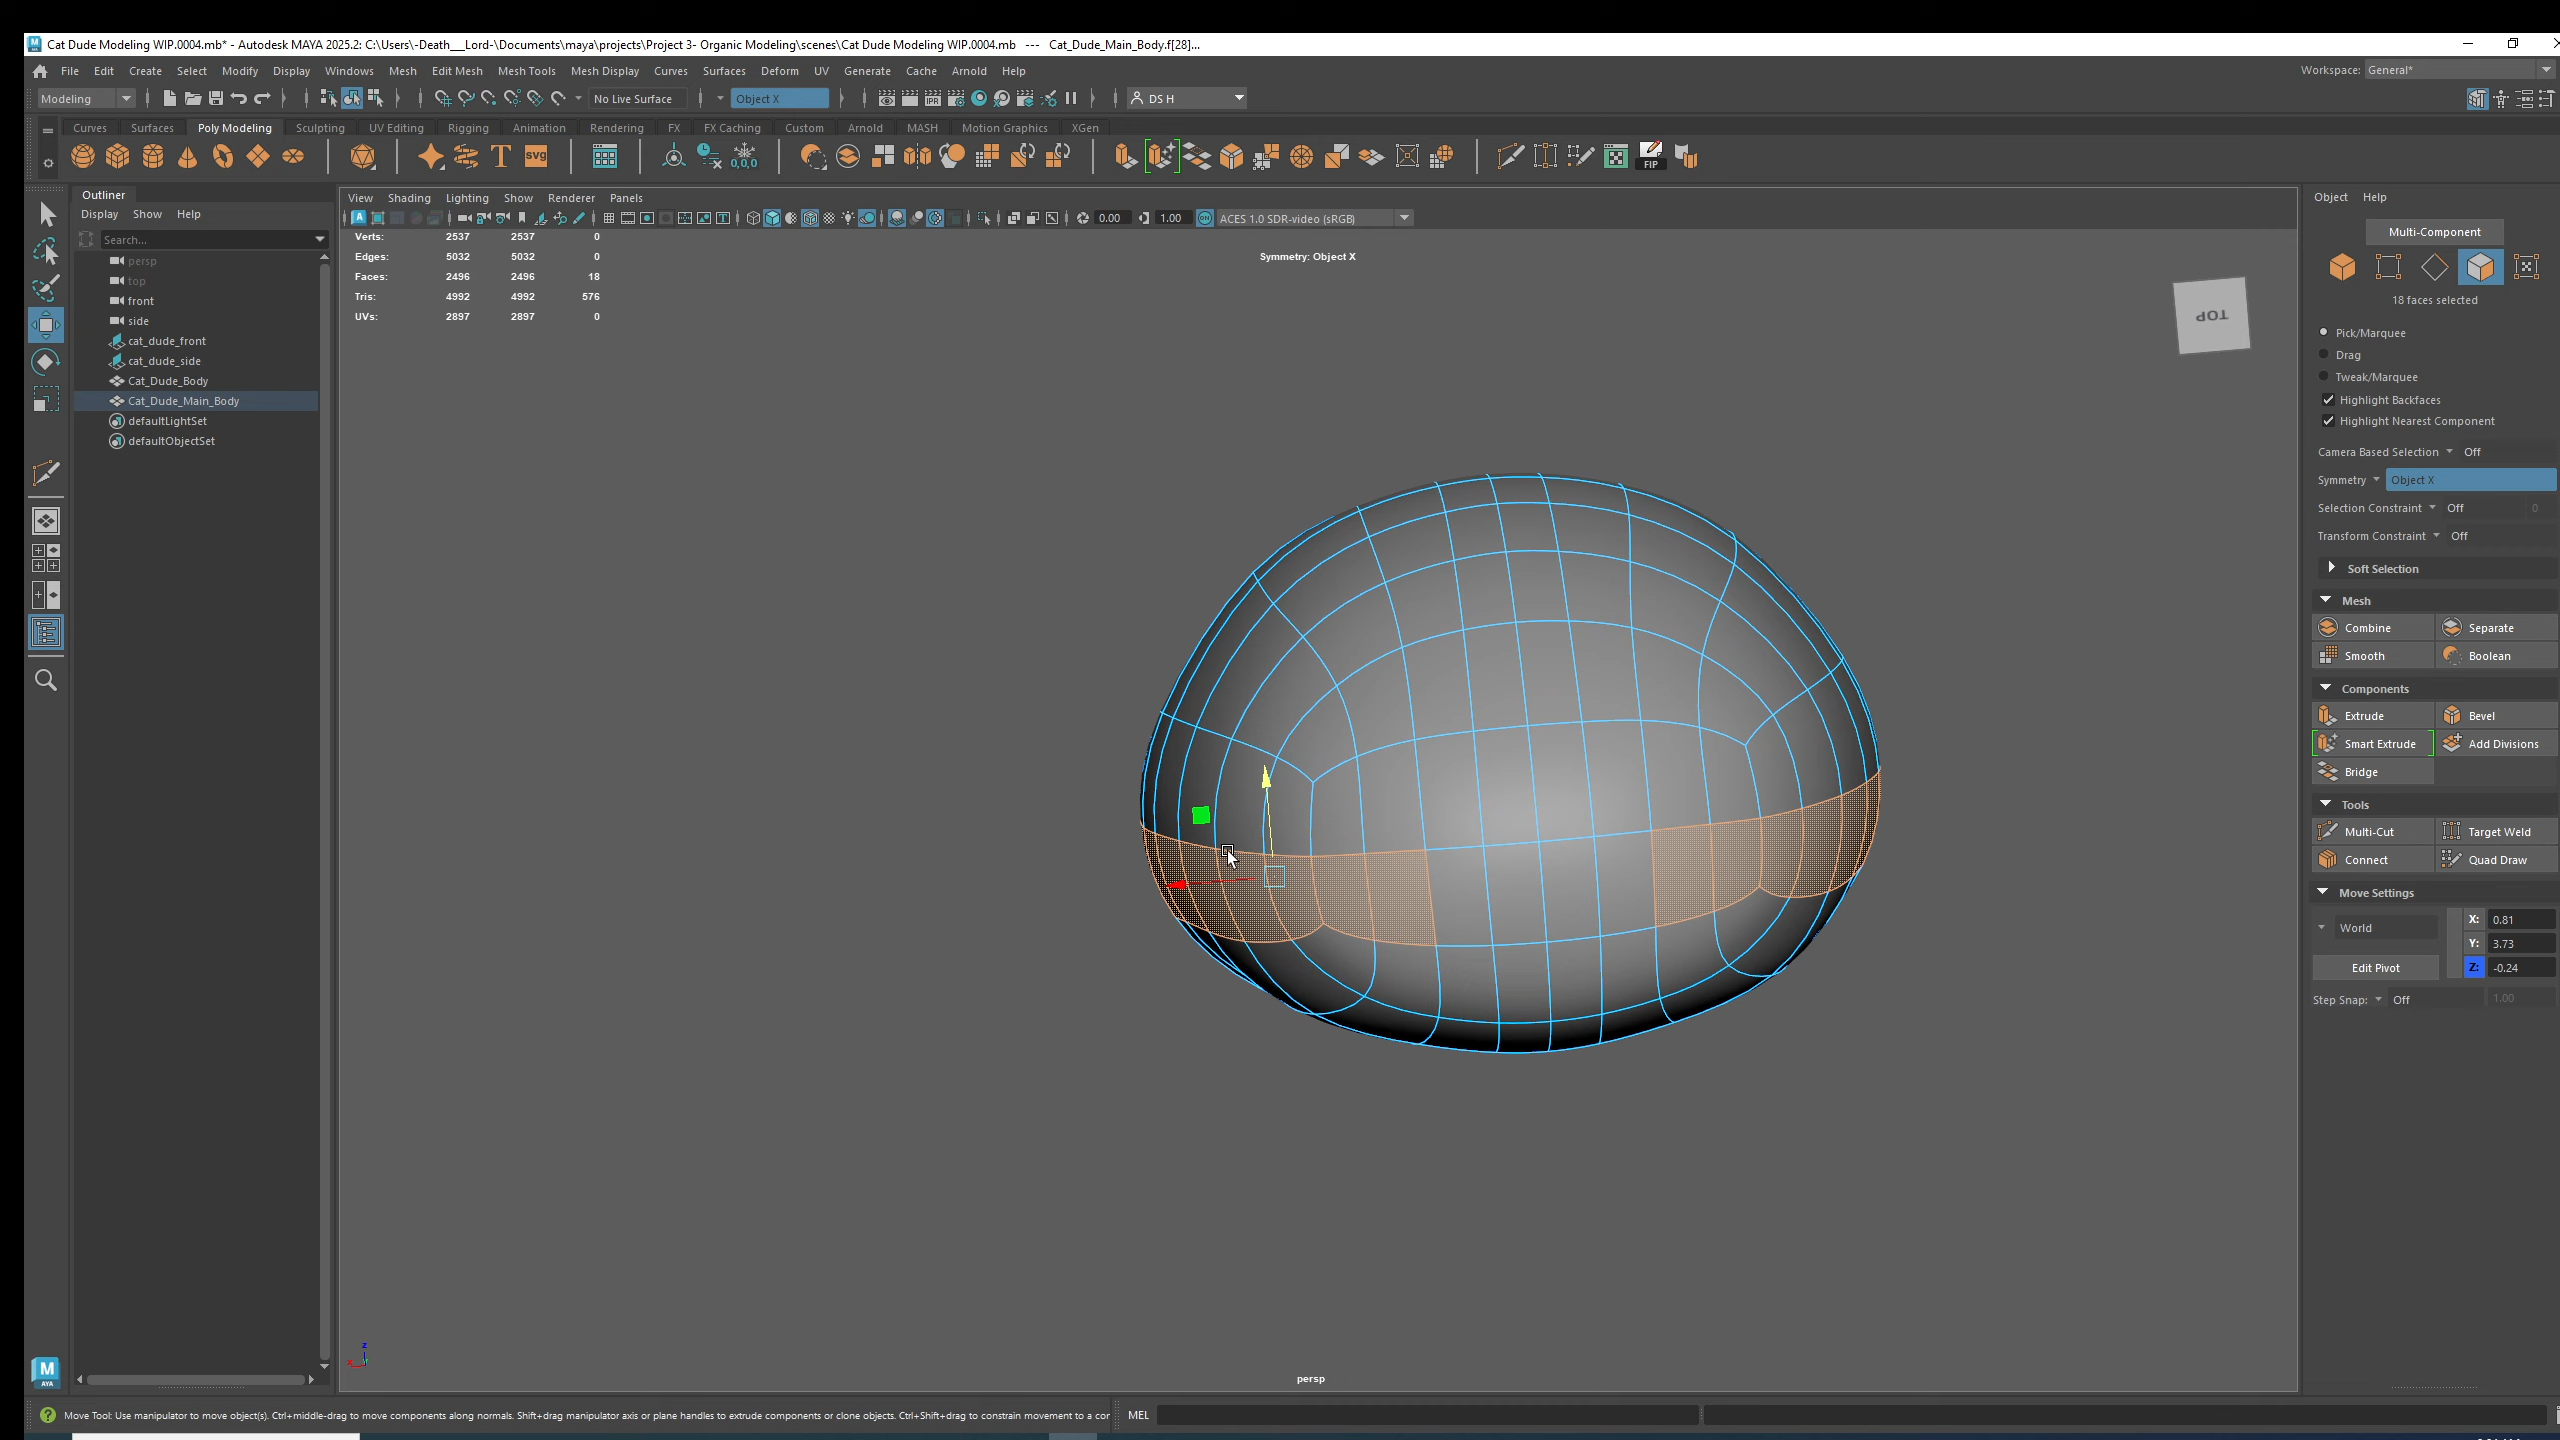 Cat Dude Modeling WIP.0004.mb* - Autodesk MAYA 2025.2: C:\Users\-Death__Lord-\Documents\maya\projects\Project 3- Organic Modeling\scenes\Cat Dude Modeling WIP.0004.mb --- Cat_Dude_Main_Body.f[28]...
File Edit Create Select Modify Display Windows Mesh Edit Mesh Mesh Tools Mesh Display Curves Surfaces Deform UV Generate Cache Arnold Help
Workspace: General*
Modeling
No Live Surface
Object X
DS H
Curves Surfaces Poly Modeling Sculpting UV Editing Rigging Animation Rendering FX FX Caching Custom Arnold MASH Motion Graphics XGen
T
svg
0,0,0
FIP
Outliner
Display Show Help
Search...
persp
top
front
side
cat_dude_front
cat_dude_side
Cat_Dude_Body
Cat_Dude_Main_Body
defaultLightSet
defaultObjectSet
View Shading Lighting Show Renderer Panels
0.00
1.00
ACES 1.0 SDR-video (sRGB)
Verts: 2537 2537 0
Edges: 5032 5032 0
Faces: 2496 2496 18
Tris: 4992 4992 576
UVs: 2897 2897 0
Symmetry: Object X
TOP
persp
Object Help
Multi-Component
18 faces selected
Pick/Marquee
Drag
Tweak/Marquee
Highlight Backfaces
Highlight Nearest Component
Camera Based Selection Off
Symmetry Object X
Selection Constraint Off 0
Transform Constraint Off
Soft Selection
Mesh
Combine Separate
Smooth Boolean
Components
Extrude Bevel
Smart Extrude Add Divisions
Bridge
Tools
Multi-Cut Target Weld
Connect Quad Draw
Move Settings
World
X: 0.81
Y: 3.73
Edit Pivot
Z: -0.24
Step Snap: Off 1.00
M
AYA
Move Tool: Use manipulator to move object(s). Ctrl+middle-drag to move components along normals. Shift+drag manipulator axis or plane handles to extrude components or clone objects. Ctrl+Shift+drag to constrain movement to a cor
MEL